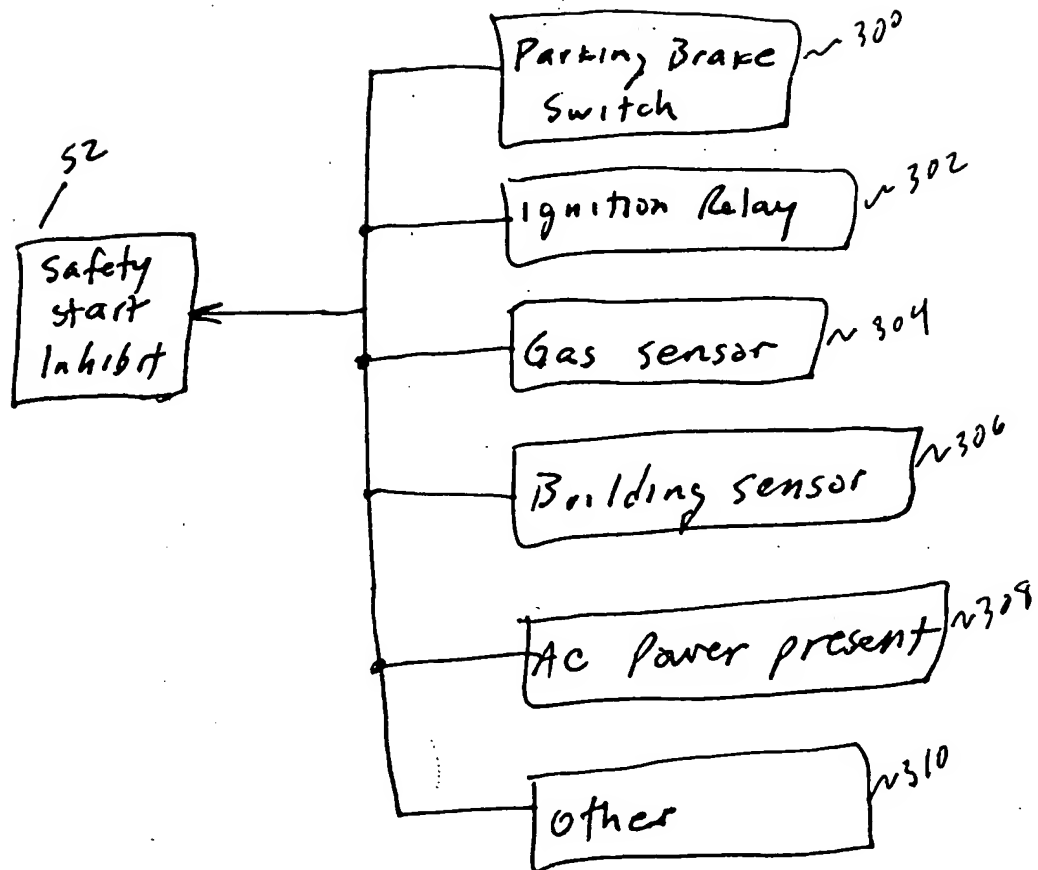 Parking Brake
Switch
300
52
Ignition Relay
302
Safety
start
Inhibit
Gas sensor
304
Building sensor
306
AC Power present
308
other
310